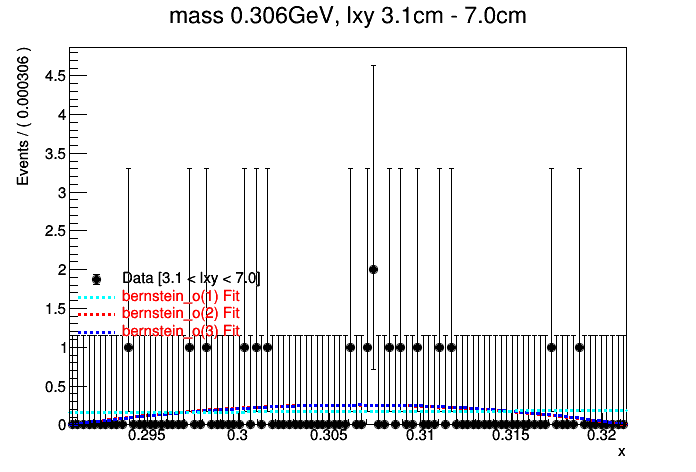 mass 0.306GeV, lxy 3.1cm - 7.0cm
Events / ( 0.000306 )
4.5
4
3.5
3
2.5
2
1.5
1
0.5
0
Data [3.1 < lxy < 7.0]
bernstein_o(1) Fit
bernstein_o(2) Fit
bernstein_o(3) Fit
0.295
0.3
0.305
0.31
0.315
0.32
x